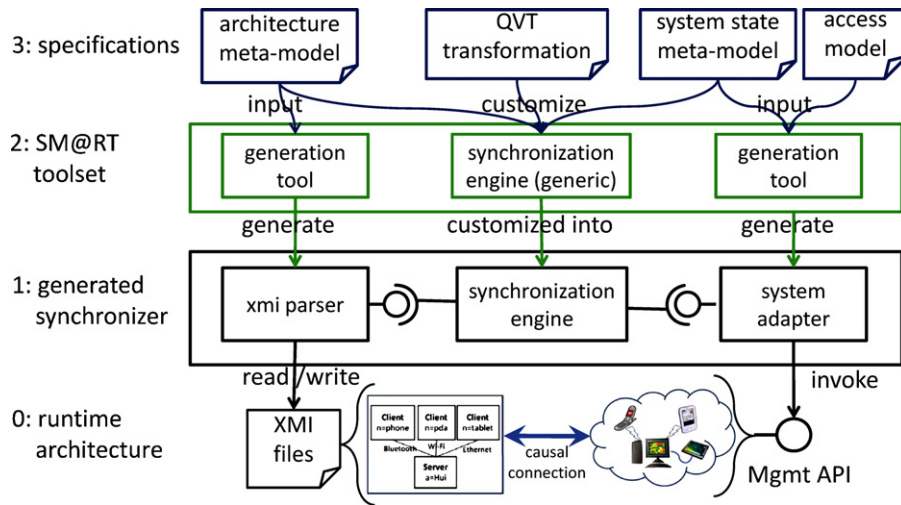 3: specifications
architecture
meta-model
QVT
transformation
system state
meta-model
access
model
input
customize
input
2: SM@RT
toolset
generation
tool
synchronization
engine (generic)
generation
tool
generate
customized into
generate
1: generated
synchronizer
xmi parser
synchronization
engine
system
adapter
read /write
invoke
0: runtime
architecture
XMI
files
Client
n=phone
Client
n=pda
Client
n=tablet
Bluetooth
Wi-Fi
Ethernet
Server
a=Hui
causal
connection
Mgmt API